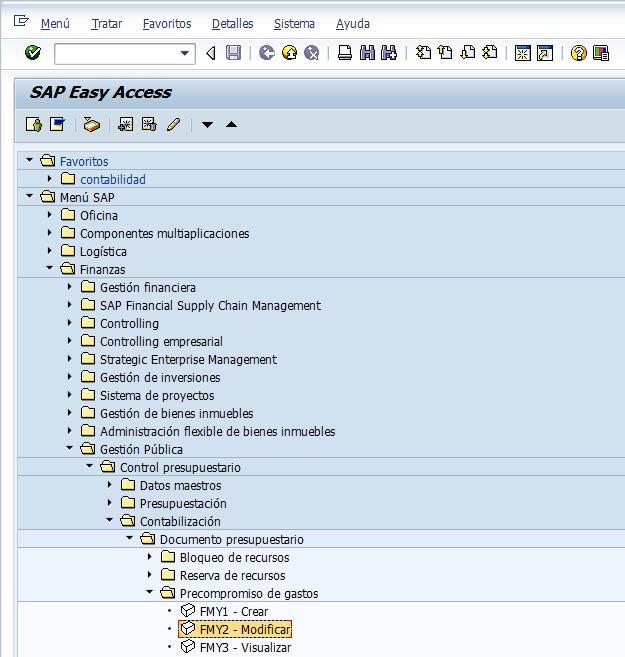 Menú Tratar Favoritos Detalles Sistema Ayuda
SAP Easy Access
Favoritos
contabilidad
Menú SAP
Oficina
Componentes multiaplicaciones
Logística
Finanzas
Gestión financiera
SAP Financial Supply Chain Management
Controlling
Controlling empresarial
Strategic Enterprise Management
Gestión de inversiones
Sistema de proyectos
Gestión de bienes inmuebles
Administración flexible de bienes inmuebles
Gestión Pública
Control presupuestario
Datos maestros
Presupuestación
Contabilización
Documento presupuestario
Bloqueo de recursos
Reserva de recursos
Precompromiso de gastos
FMY1 - Crear
FMY2 - Modificar
FMY3 - Visualizar